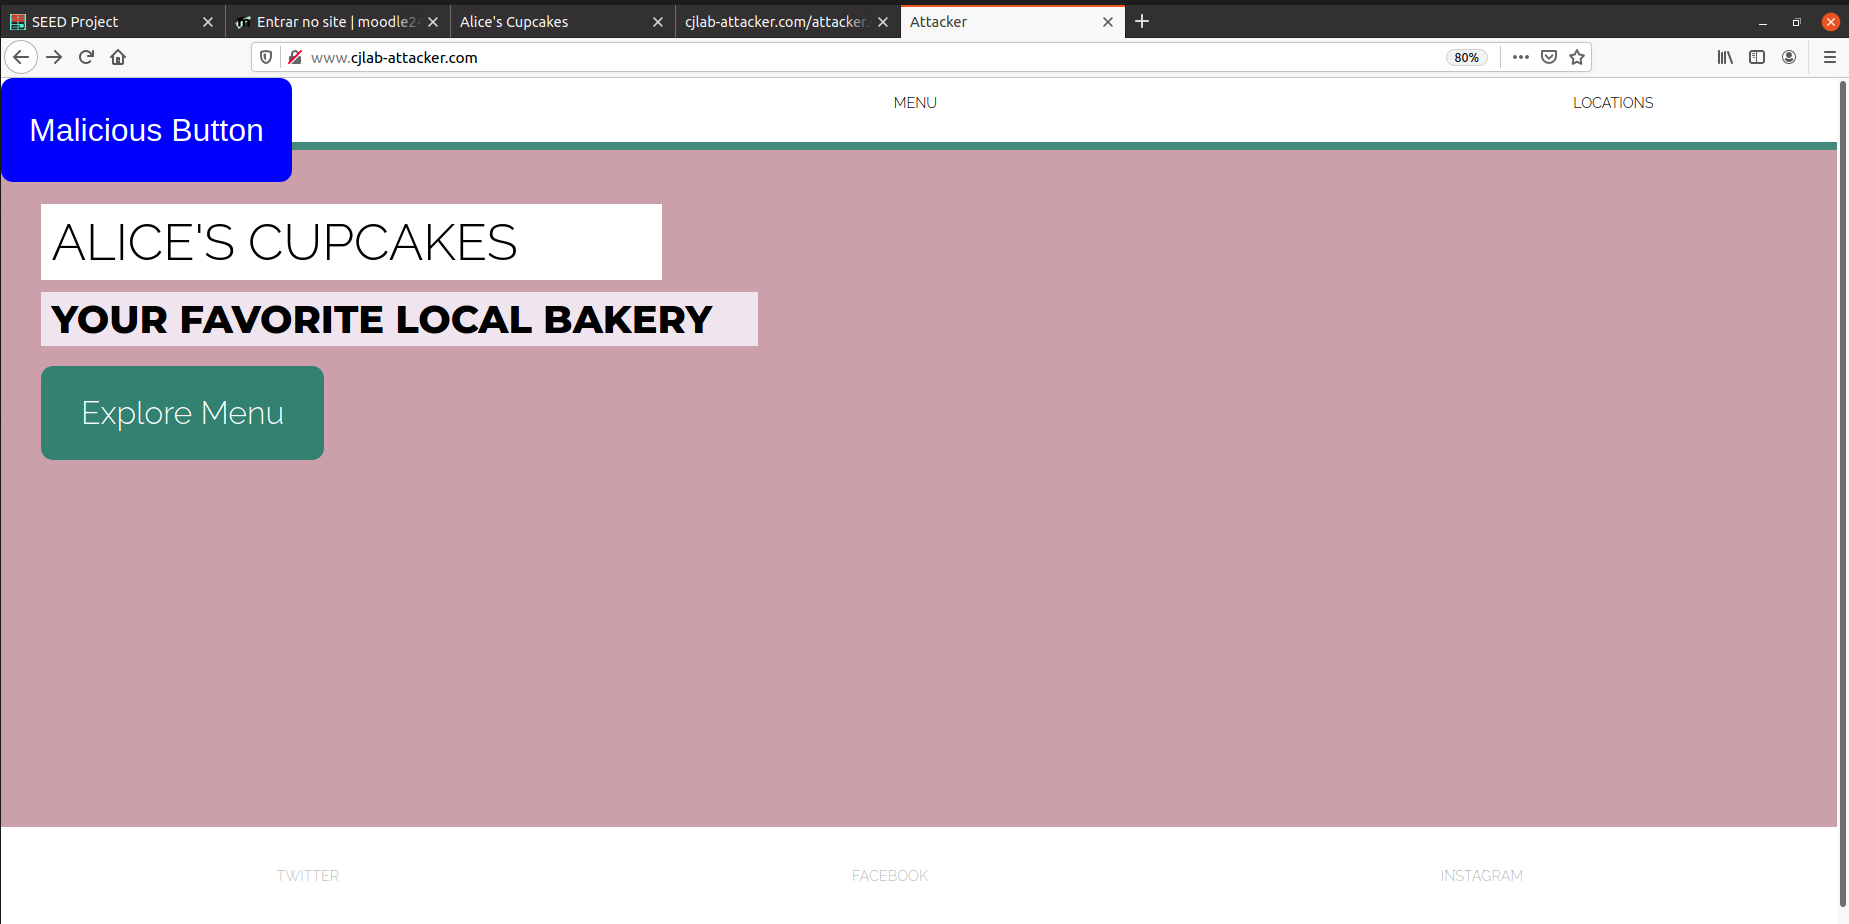 SEED Project
Entrar no site | moodle24
Alice's Cupcakes
cjlab-attacker.com/attacker.
Attacker
www.cjlab-attacker.com
80%
Malicious Button
MENU
LOCATIONS
ALICE'S CUPCAKES
YOUR FAVORITE LOCAL BAKERY
Explore Menu
TWITTER
FACEBOOK
INSTAGRAM